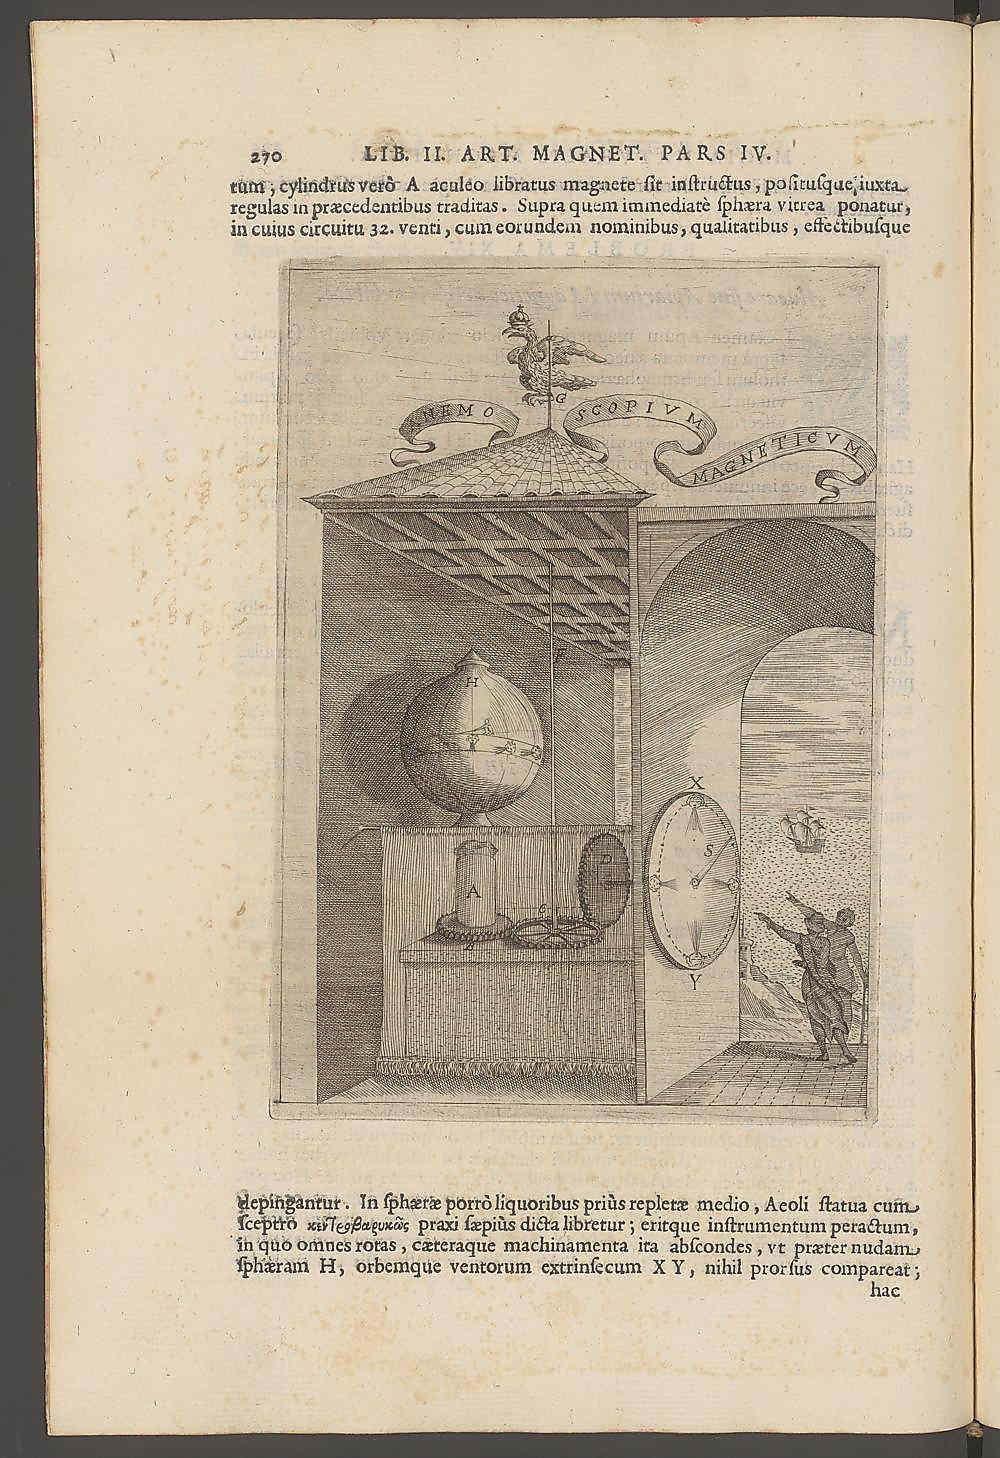 270 LIB. II. ART. MAGNET. PARS IV.
tum; cylindrus verò A aculeo libratus magnete sit instructus, positusque iuxta
regulas in præcedentibus traditas. Supra quem immediatè sphæra vitrea ponatur,
in cuius circuitu 32. venti, cum eorundem nominibus, qualitatibus, effectibusque
G
NEMO SCOPIVM
MAGNETICVM
F
H
X
S
D
A
C
B
Y
depingantur. In sphæræ porrò liquoribus priùs repletæ medio, Aeoli statua cum
sceptro κεντροβαρυκῶς praxi sæpiùs dicta libretur; eritque instrumentum peractum,
in quo omnes rotas, cæteraque machinamenta ita abscondes, vt præter nudam
sphæram H, orbemque ventorum extrinsecum X Y, nihil prorsus compareat;
hac